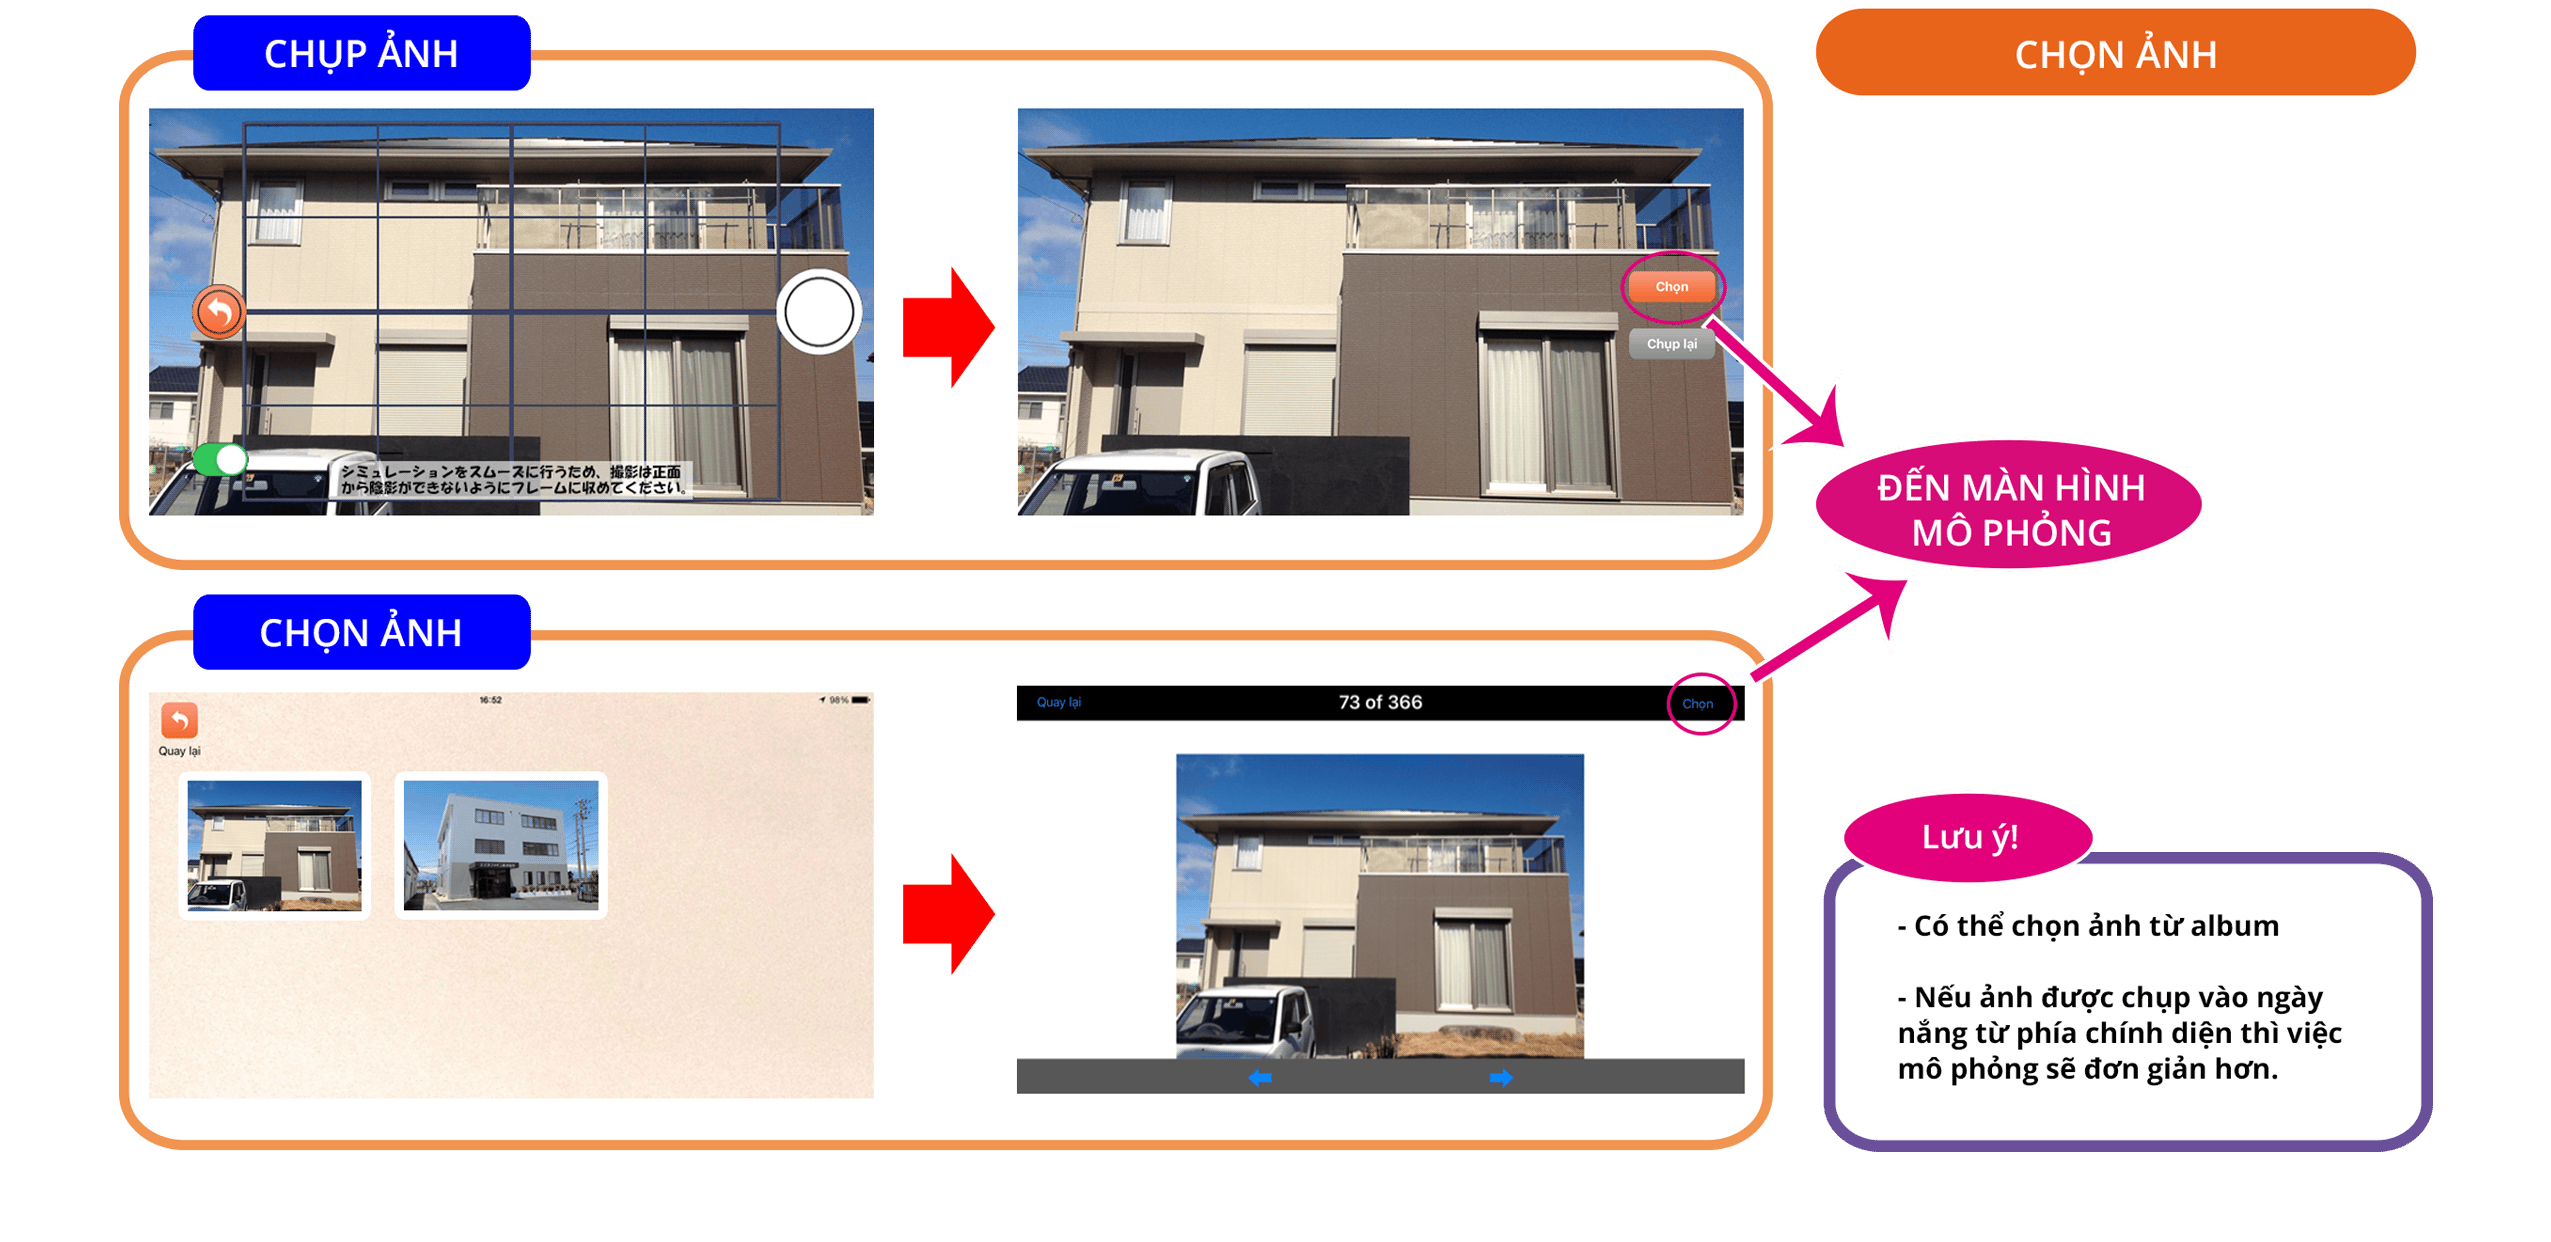 CHỤP ẢNH
CHỌN ẢNH
シミュレーションをスムーズに行うため、撮影は正面
から陰影ができないようにフレームに収めてください。
Chọn
Chụp lại
ĐẾN MÀN HÌNH
MÔ PHỎNG
CHỌN ẢNH
16:52
98%
Quay lại
Quay lại
73 of 366
Chọn
Lưu ý!
- Có thể chọn ảnh từ album
- Nếu ảnh được chụp vào ngày
nắng từ phía chính diện thì việc
mô phỏng sẽ đơn giản hơn.